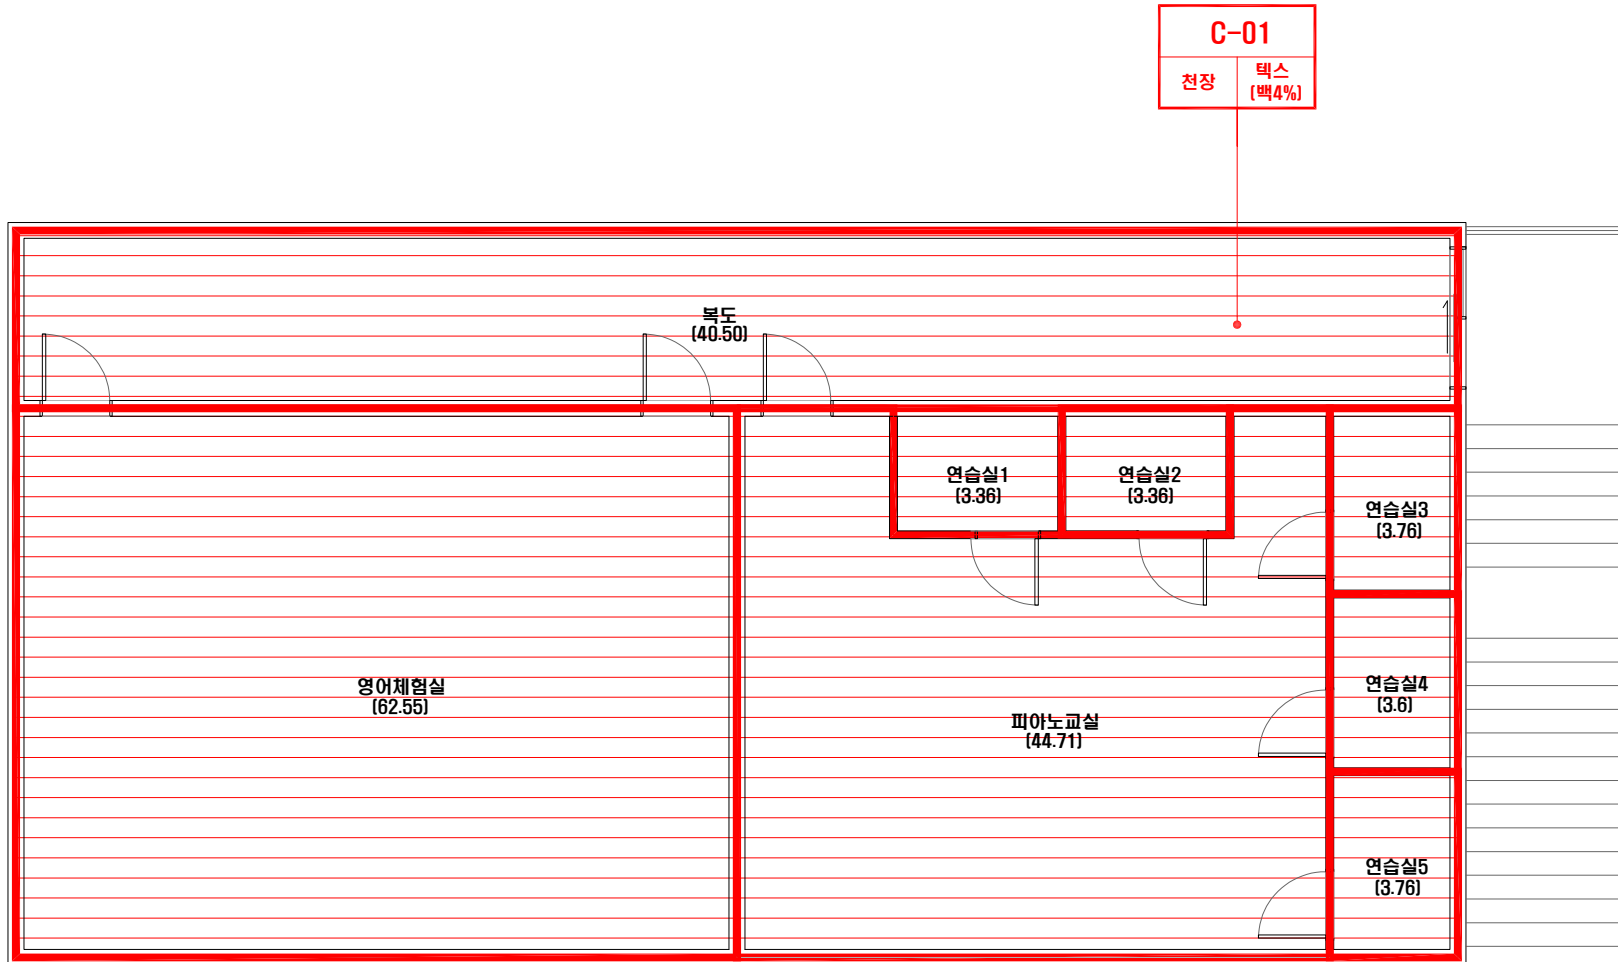 C-01
천장
텍스
(백4%)
복도
(40.50)
연습실1
(3.36)
연습실2
(3.36)
연습실3
(3.76)
영어체험실
(62.55)
연습실4
(3.6)
피아노교실
(44.71)
연습실5
(3.76)